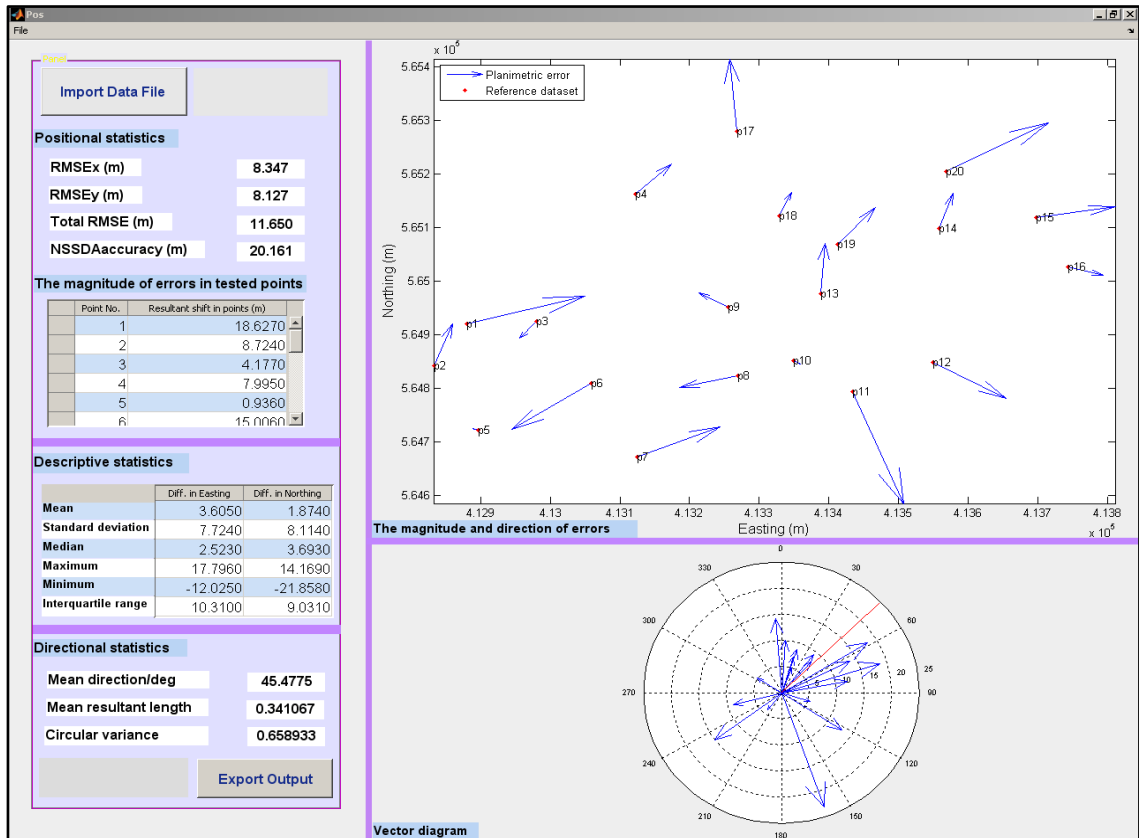 Pos
File
Import Data File
Positional statistics
RMSEx (m) 8.347
RMSEy (m) 8.127
Total RMSE (m) 11.650
NSSDAaccuracy (m) 20.161
The magnitude of errors in tested points
Point No. Resultant shift in points (m)
1 18.6270
2 8.7240
3 4.1770
4 7.9950
5 0.9360
6 15.0060
Descriptive statistics
Diff. in Easting Diff. in Northing
Mean 3.6050 1.8740
Standard deviation 7.7240 8.1140
Median 2.5230 3.6930
Maximum 17.7960 14.1690
Minimum -12.0250 -21.8580
Interquartile range 10.3100 9.0310
Directional statistics
Mean direction/deg 45.4775
Mean resultant length 0.341067
Circular variance 0.658933
Export Output
x 10⁵
Planimetric error
Reference dataset
5.654
5.653
5.652
5.651
5.65
5.649
5.648
5.647
5.646
Northing (m)
p17
p20
p4
p18
p15
p14
p19
p16
p13
p9
p1
p3
p10
p2
p12
p8
p6
p11
p5
p7
4.129 4.13 4.131 4.132 4.133 4.134 4.135 4.136 4.137 4.138
Easting (m)
x 10⁵
The magnitude and direction of errors
0
30
60
90
120
150
180
210
240
270
300
330
5
10
15
20
25
Vector diagram